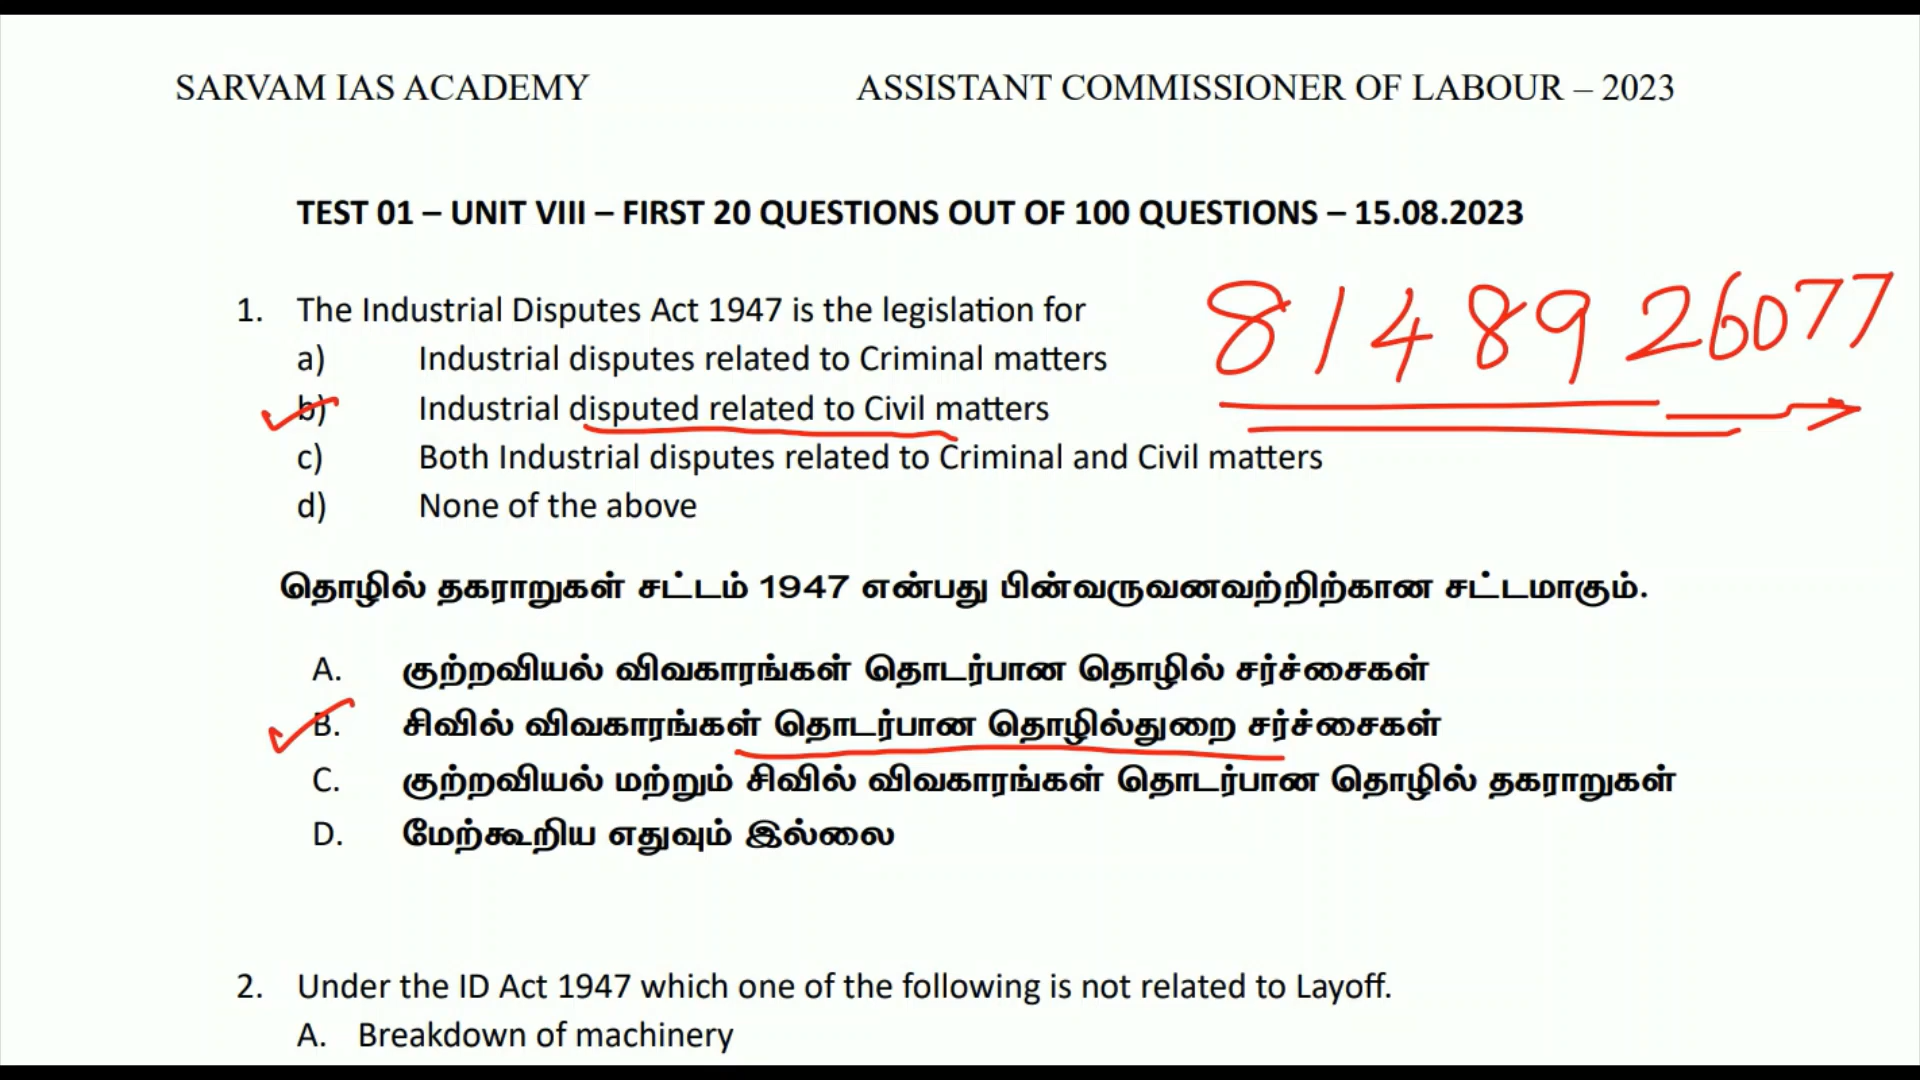 SARVAM IAS ACADEMY ASSISTANT COMMISSIONER OF LABOUR – 2023
TEST 01 – UNIT VIII – FIRST 20 QUESTIONS OUT OF 100 QUESTIONS – 15.08.2023
1. The Industrial Disputes Act 1947 is the legislation for
8148926077
a) Industrial disputes related to Criminal matters
b) Industrial disputed related to Civil matters
c) Both Industrial disputes related to Criminal and Civil matters
d) None of the above
தொழில் தகராறுகள் சட்டம் 1947 என்பது பின்வருவனவற்றிற்கான சட்டமாகும்.
A. குற்றவியல் விவகாரங்கள் தொடர்பான தொழில் சர்ச்சைகள்
B. சிவில் விவகாரங்கள் தொடர்பான தொழில்துறை சர்ச்சைகள்
C. குற்றவியல் மற்றும் சிவில் விவகாரங்கள் தொடர்பான தொழில் தகராறுகள்
D. மேற்கூறிய எதுவும் இல்லை
2. Under the ID Act 1947 which one of the following is not related to Layoff.
A. Breakdown of machinery